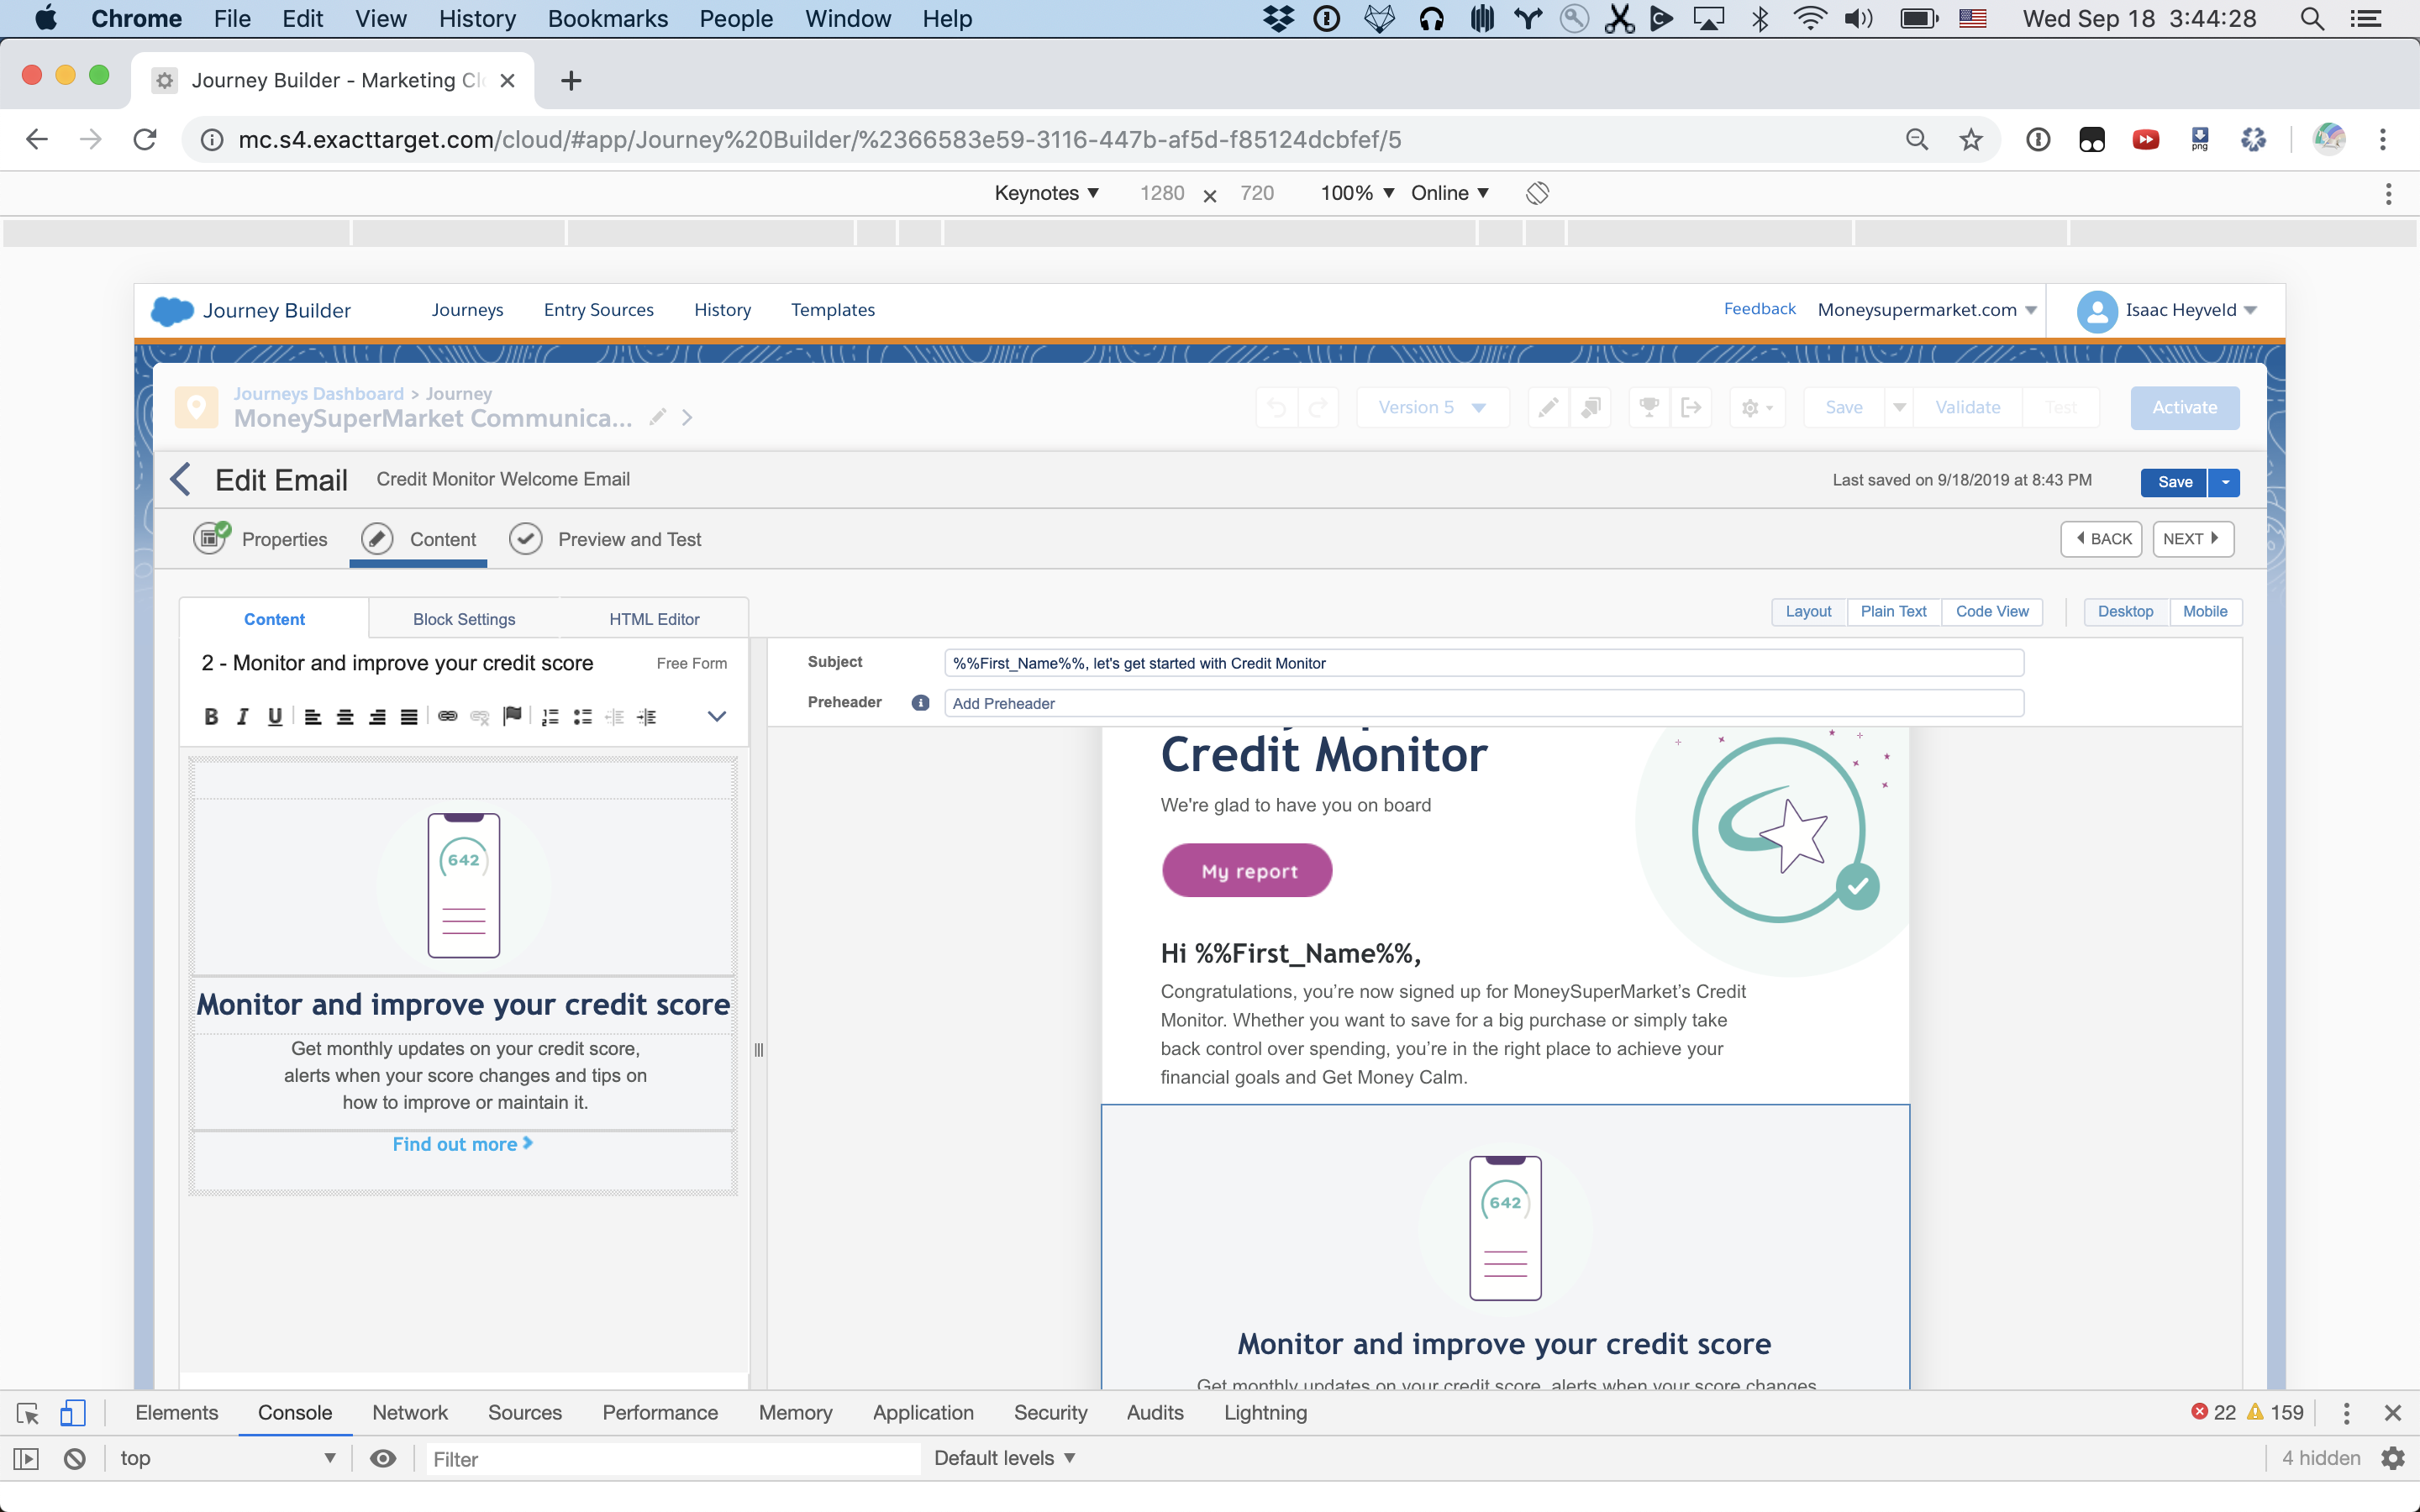 Chrome File Edit View History Bookmarks People Window Help Wed Sep 18 3:44:28
Journey Builder - Marketing Cl
mc.s4.exacttarget.com/cloud/#app/Journey%20Builder/%2366583e59-3116-447b-af5d-f85124dcbfef/5
png
Keynotes 1280 × 720 100% Online
Journey Builder Journeys Entry Sources History Templates Feedback Moneysupermarket.com Isaac Heyveld
Journeys Dashboard > Journey
MoneySuperMarket Communica... Version 5 Save Validate Test Activate
Edit Email Credit Monitor Welcome Email Last saved on 9/18/2019 at 8:43 PM Save
Properties Content Preview and Test BACK NEXT
Content Block Settings HTML Editor Layout Plain Text Code View Desktop Mobile
2 - Monitor and improve your credit score Free Form
Subject %%First_Name%%, let's get started with Credit Monitor
Preheader Add Preheader
B I U
642
Monitor and improve your credit score
Get monthly updates on your credit score,
alerts when your score changes and tips on
how to improve or maintain it.
Find out more
Credit Monitor
We're glad to have you on board
My report
Hi %%First_Name%%,
Congratulations, you’re now signed up for MoneySuperMarket’s Credit
Monitor. Whether you want to save for a big purchase or simply take
back control over spending, you’re in the right place to achieve your
financial goals and Get Money Calm.
642
Monitor and improve your credit score
Get monthly updates on your credit score, alerts when your score changes
Elements Console Network Sources Performance Memory Application Security Audits Lightning 22 159
top Filter Default levels 4 hidden